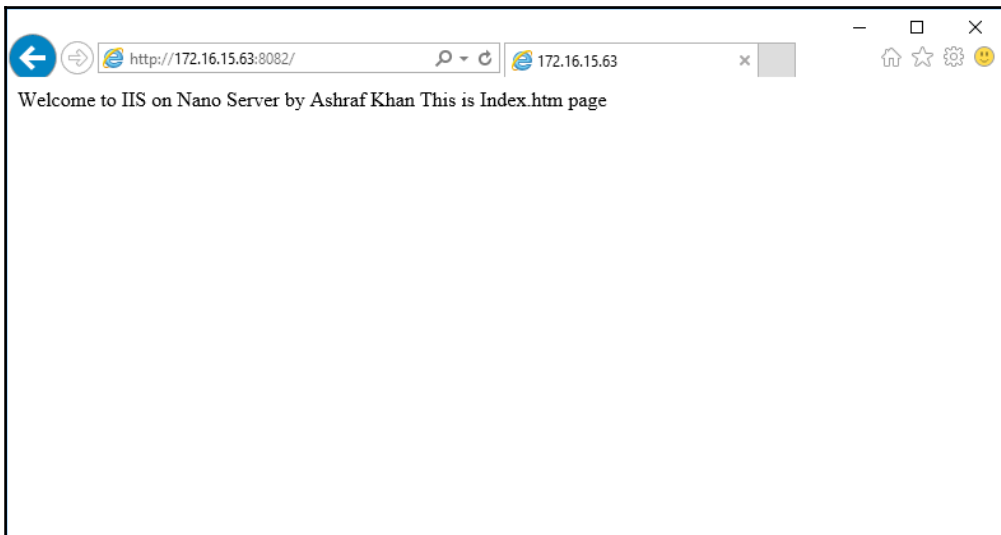 http://172.16.15.63:8082/
172.16.15.63
Welcome to IIS on Nano Server by Ashraf Khan This is Index.htm page